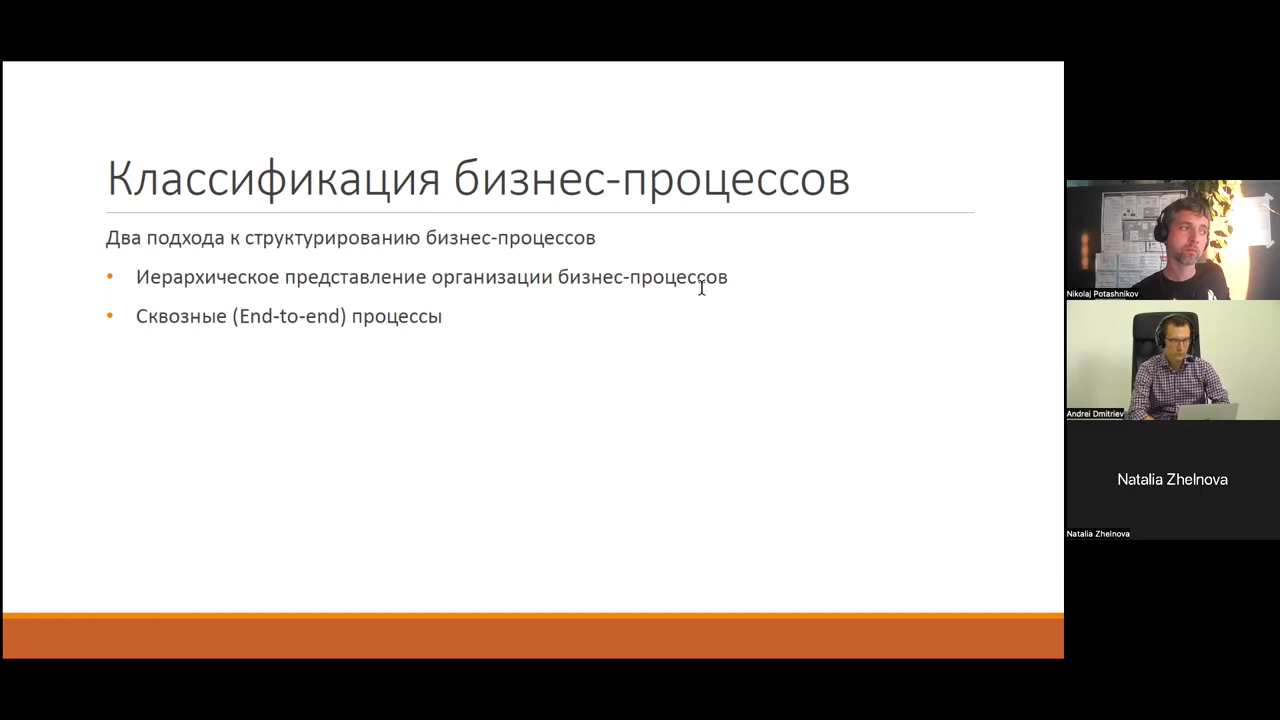 Классификация бизнес-процессов
Два подхода к структурированию бизнес-процессов
• Иерархическое представление организации бизнес-процессов
• Сквозные (End-to-end) процессы
Nikolaj Potashnikov
Andrei Dmitriev
Natalia Zhelnova
Natalia Zhelnova